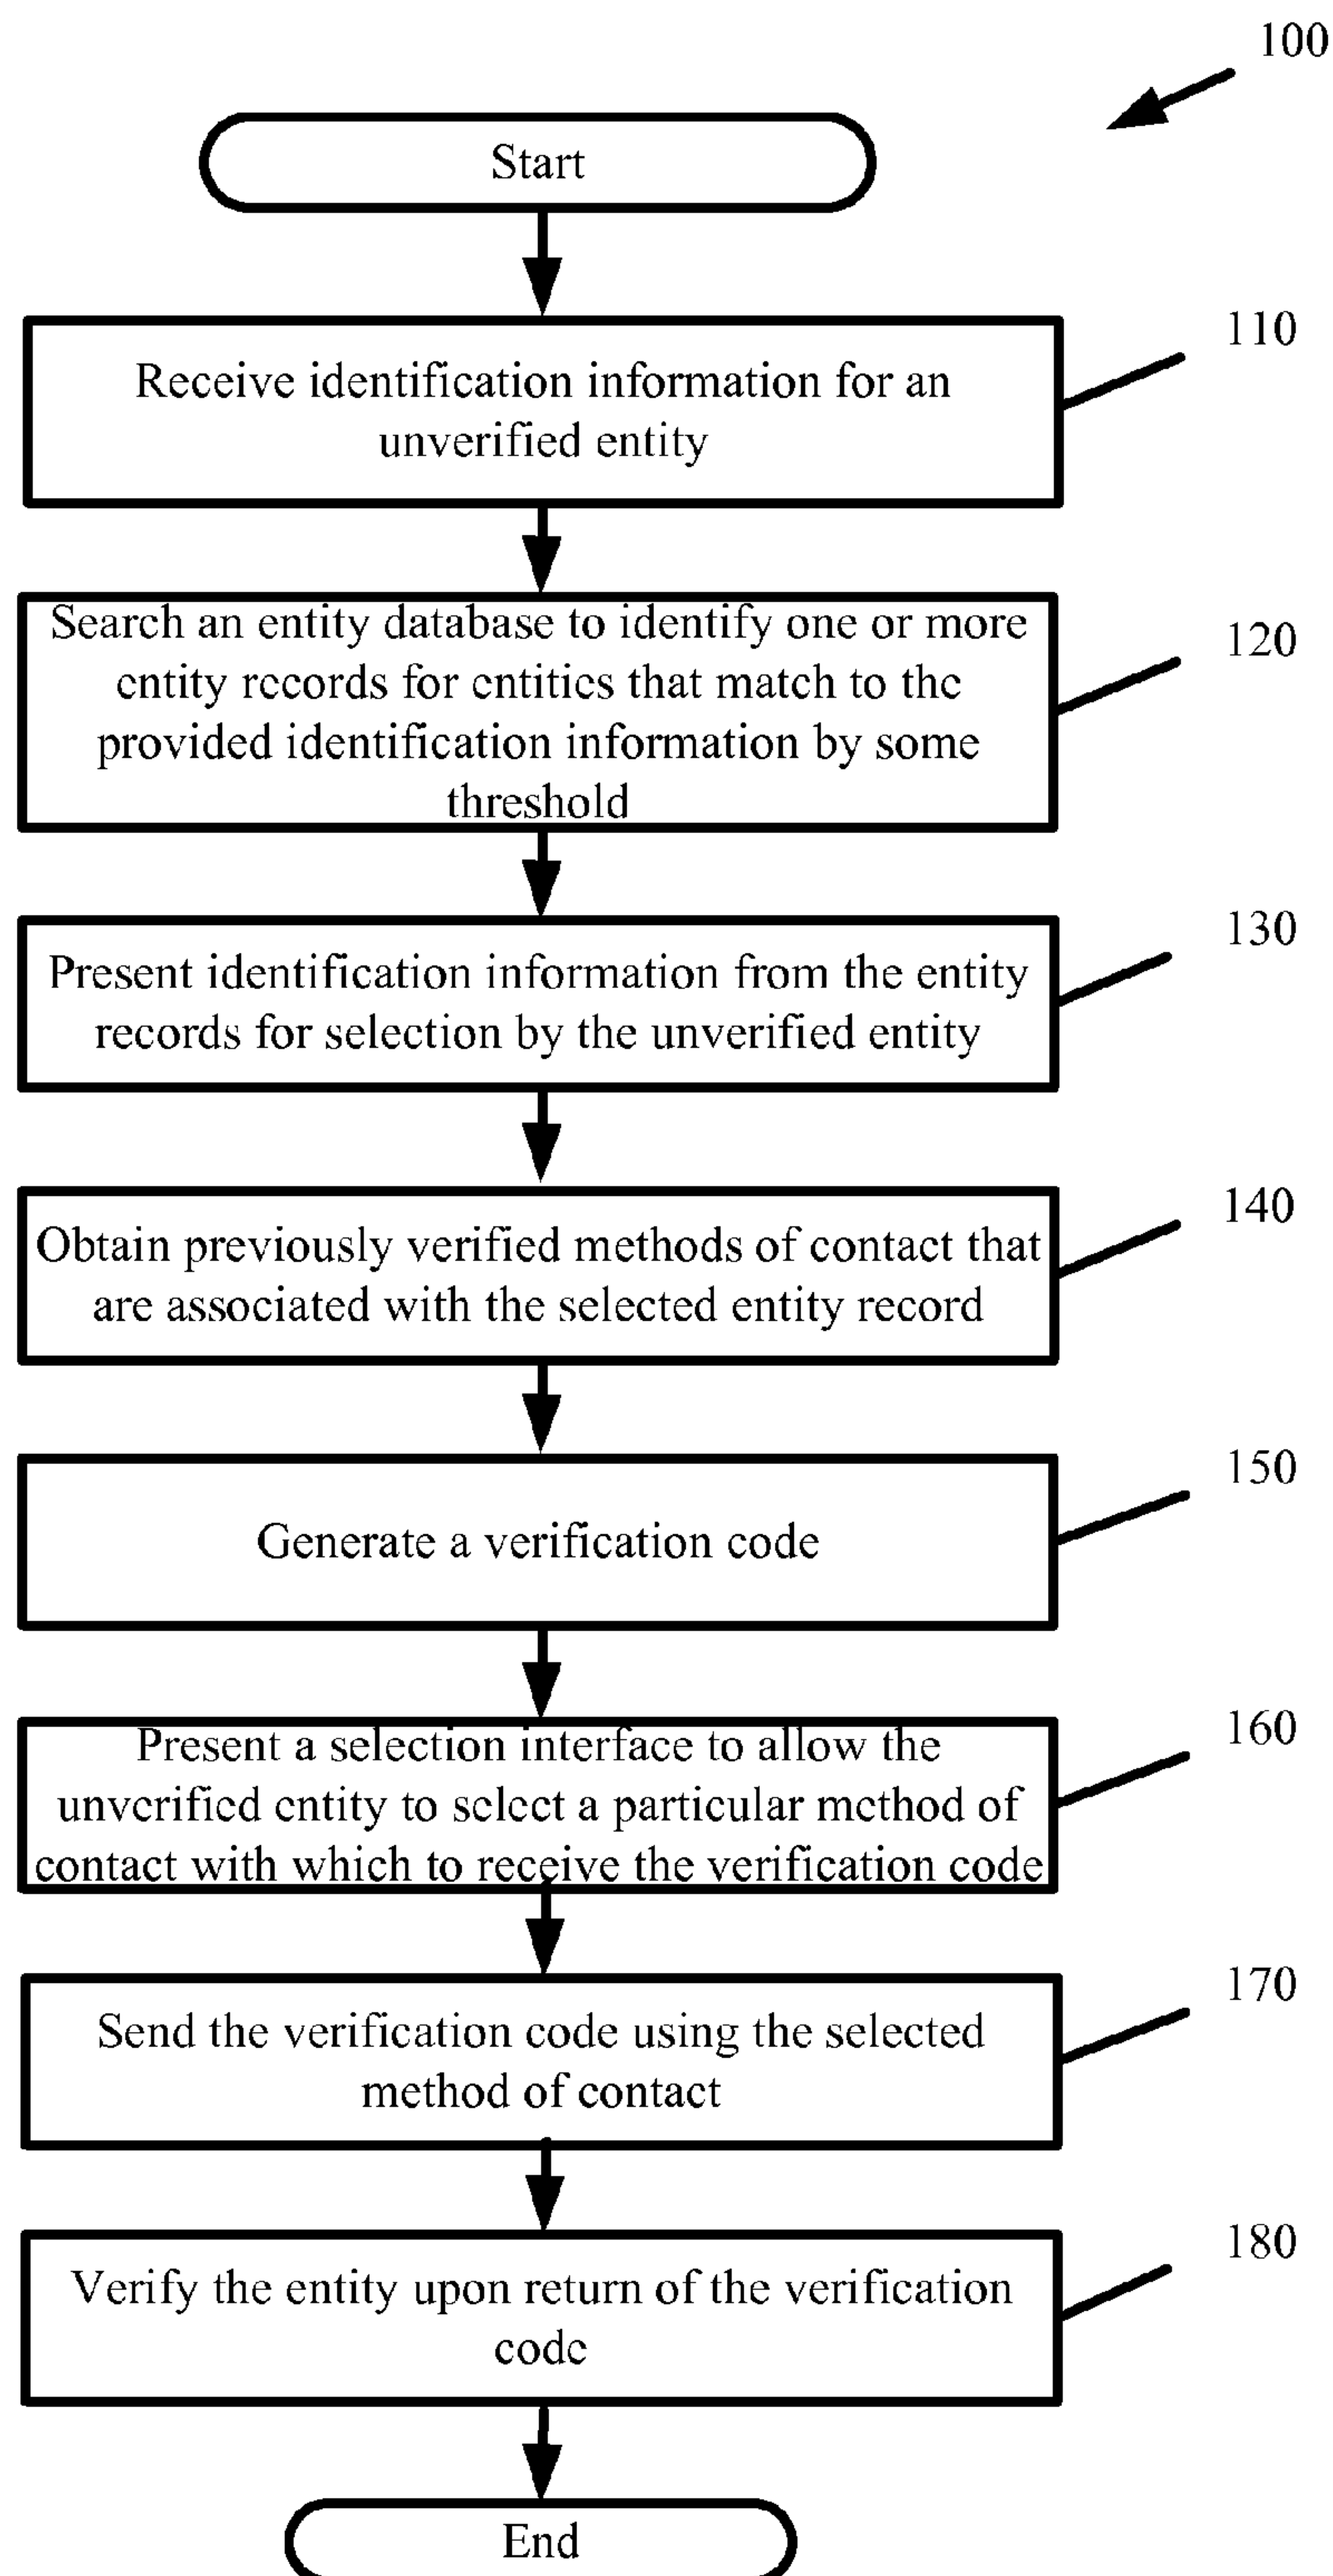 100
Start
110
Receive identification information for an
unverified entity
120
Search an entity database to identify one or more
entity records for entities that match to the
provided identification information by some
threshold
130
Present identification information from the entity
records for selection by the unverified entity
140
Obtain previously verified methods of contact that
are associated with the selected entity record
150
Generate a verification code
160
Present a selection interface to allow the
unverified entity to select a particular method of
contact with which to receive the verification code
170
Send the verification code using the selected
method of contact
180
Verify the entity upon return of the verification
code
End